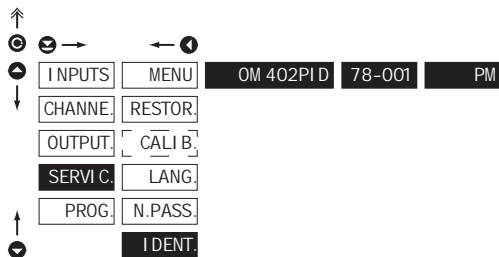 INPUTS MENU OM 402PID 78-001 PM
CHANNE. RESTOR.
OUTPUT. CALIB.
SERVIC. LANG.
PROG. N.PASS.
IDENT.